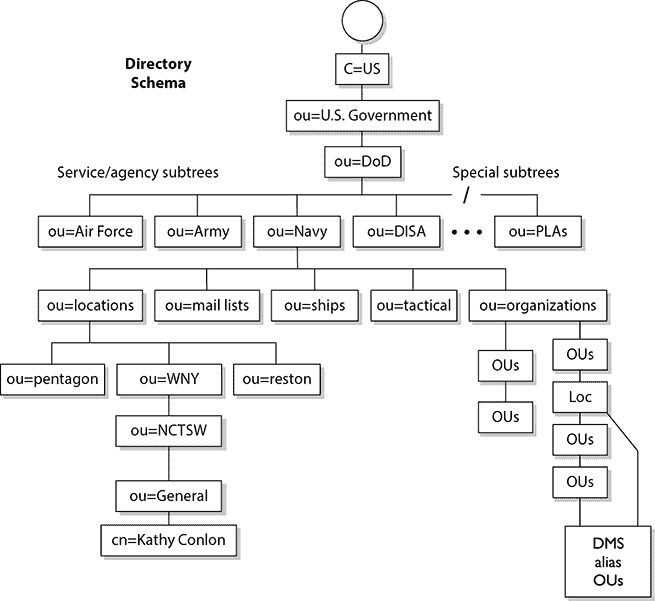 Directory
Schema
C=US
ou=U.S. Government
ou=DoD
Service/agency subtrees
Special subtrees
/
ou=Air Force
ou=Army
ou=Navy
ou=DISA
• • •
ou=PLAs
ou=locations
ou=mail lists
ou=ships
ou=tactical
ou=organizations
ou=pentagon
ou=WNY
ou=reston
OUs
OUs
OUs
Loc
ou=NCTSW
OUs
OUs
ou=General
cn=Kathy Conlon
DMS
alias
OUs